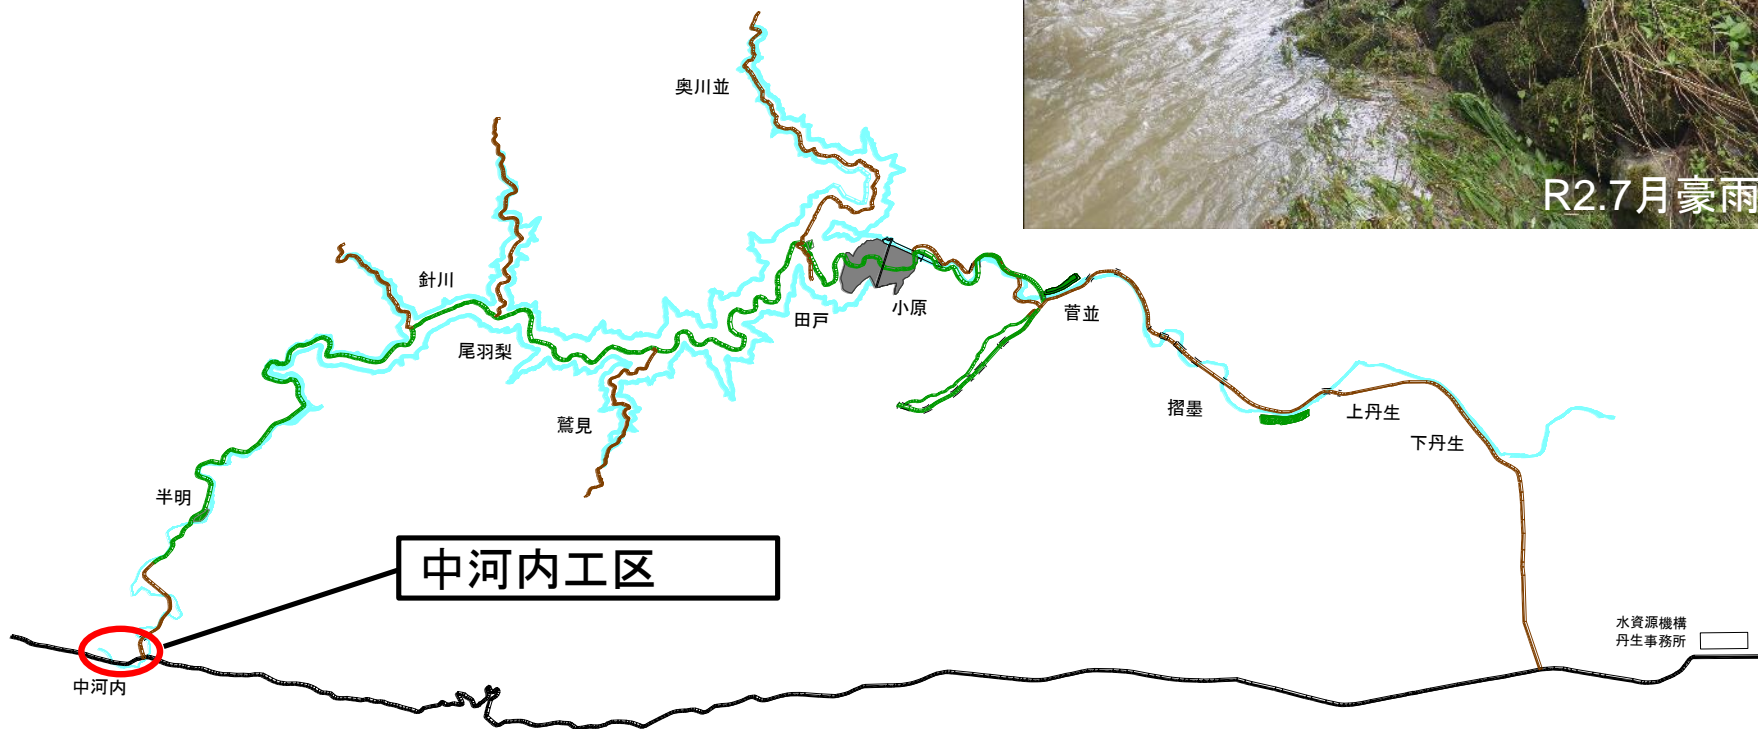 奥川並
R2.7月豪雨
針川
尾羽梨
田戸
小原
菅並
鷲見
摺墨
上丹生
下丹生
半明
中河内工区
水資源機構
丹生事務所
中河内